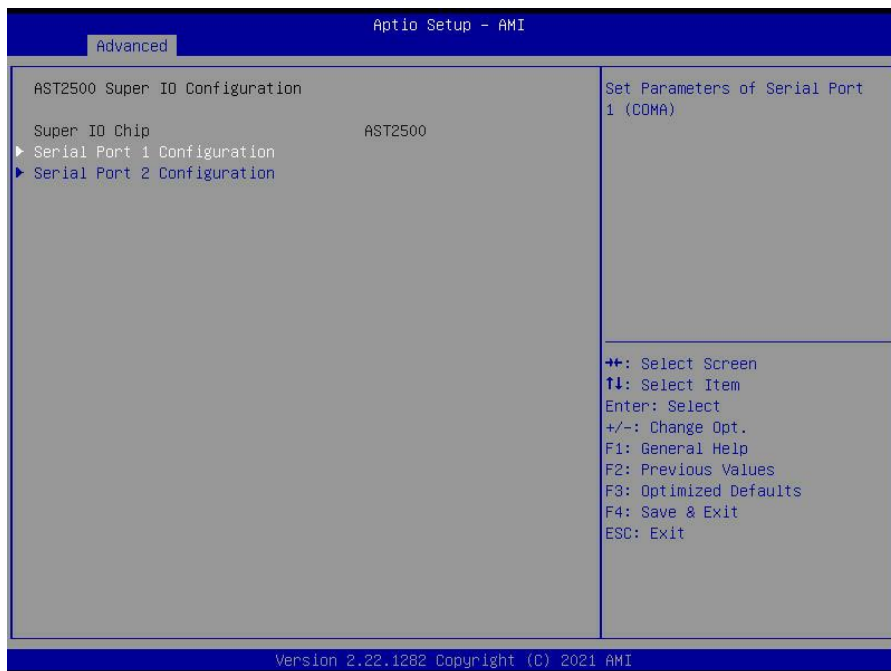 Aptio Setup - AMI
Advanced
AST2500 Super IO Configuration
Super IO Chip AST2500
Serial Port 1 Configuration
Serial Port 2 Configuration
Set Parameters of Serial Port
1 (COMA)
→←: Select Screen
↑↓: Select Item
Enter: Select
+/-: Change Opt.
F1: General Help
F2: Previous Values
F3: Optimized Defaults
F4: Save & Exit
ESC: Exit
Version 2.22.1282 Copyright (C) 2021 AMI